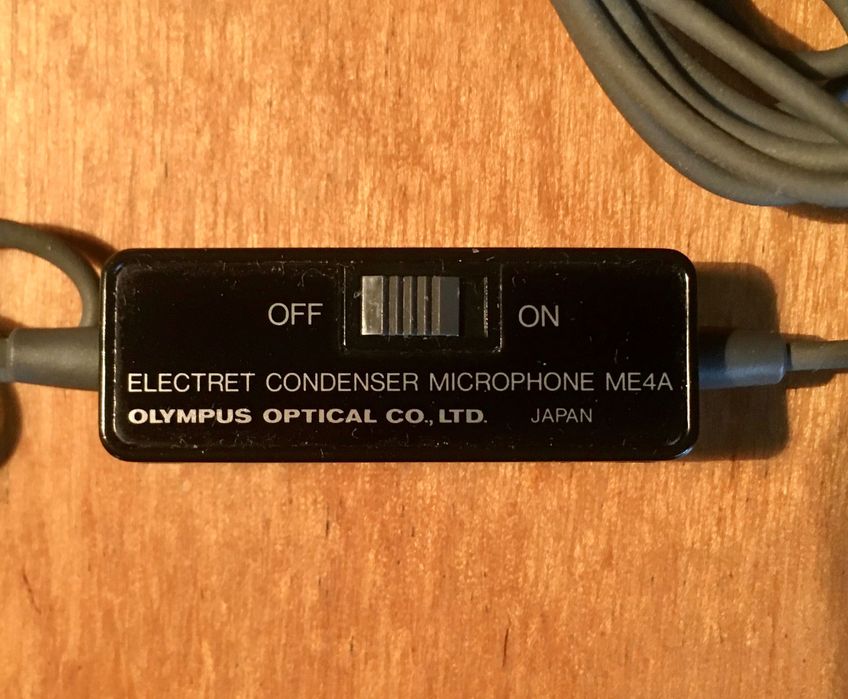 OFF ON
ELECTRET CONDENSER MICROPHONE ME4A
OLYMPUS OPTICAL CO., LTD. JAPAN